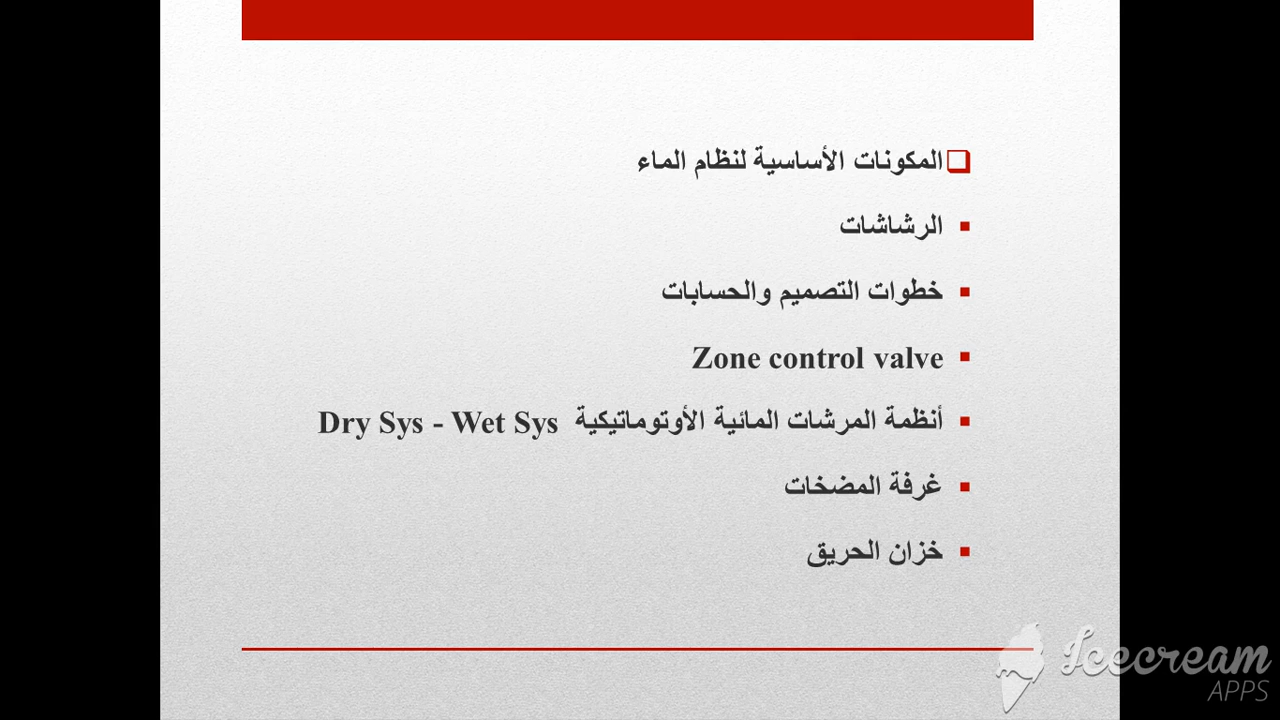 المكونات الأساسية لنظام الماء
الرشاشات
خطوات التصميم والحسابات
Zone control valve
أنظمة المرشات المائية الأوتوماتيكية Dry Sys - Wet Sys
غرفة المضخات
خزان الحريق
Icecream
APPS